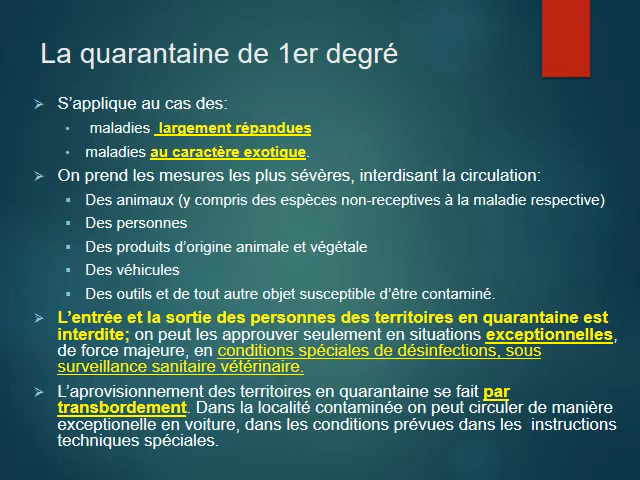 La quarantaine de 1er degré
S'applique au cas des:
maladies largement répandues
maladies au caractère exotique.
On prend les mesures les plus sévères, interdisant la circulation:
Des animaux (y compris des espèces non-receptives à la maladie respective)
Des personnes
Des produits d'origine animale et végétale
Des véhicules
Des outils et de tout autre objet susceptible d'être contaminé.
L'entrée et la sortie des personnes des territoires en quarantaine est
interdite; on peut les approuver seulement en situations exceptionnelles,
de force majeure, en conditions spéciales de désinfections, sous
surveillance sanitaire vétérinaire.
L'aprovisionnement des territoires en quarantaine se fait par
transbordement. Dans la localité contaminée on peut circuler de manière
exceptionelle en voiture, dans les conditions prévues dans les instructions
techniques spéciales.